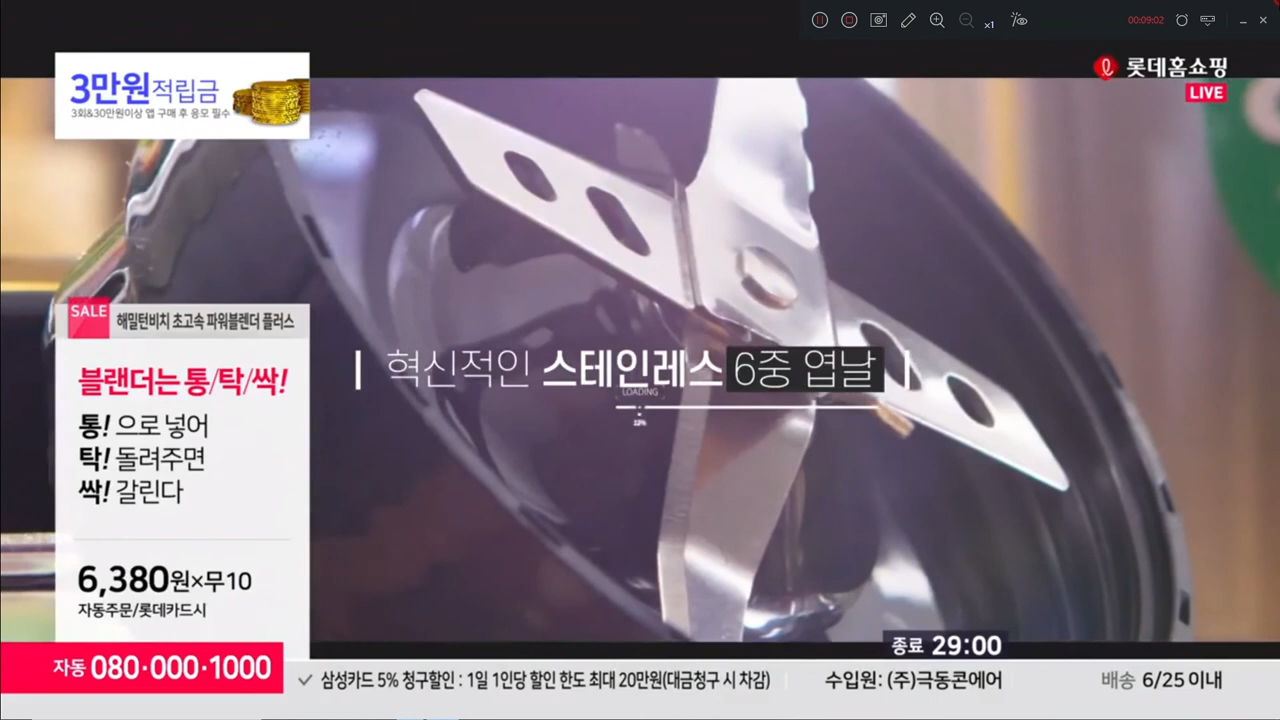 x1
00:09:02
롯데홈쇼핑
LIVE
3만원적립금
3회&30만원이상 앱 구매 후 응모 필수
SALE
해밀턴비치 초고속 파워블렌더 플러스
블랜더는 통/탁/싹!
통! 으로 넣어
탁! 돌려주면
싹! 갈린다
6,380원×무10
자동주문/롯데카드시
혁신적인 스테인레스 6중 엽날
LOADING
종료 29:00
자동 080·000·1000
삼성카드 5% 청구할인 : 1일 1인당 할인 한도 최대 20만원(대금청구 시 차감)
수입원: (주)극동콘에어
배송 6/25 이내